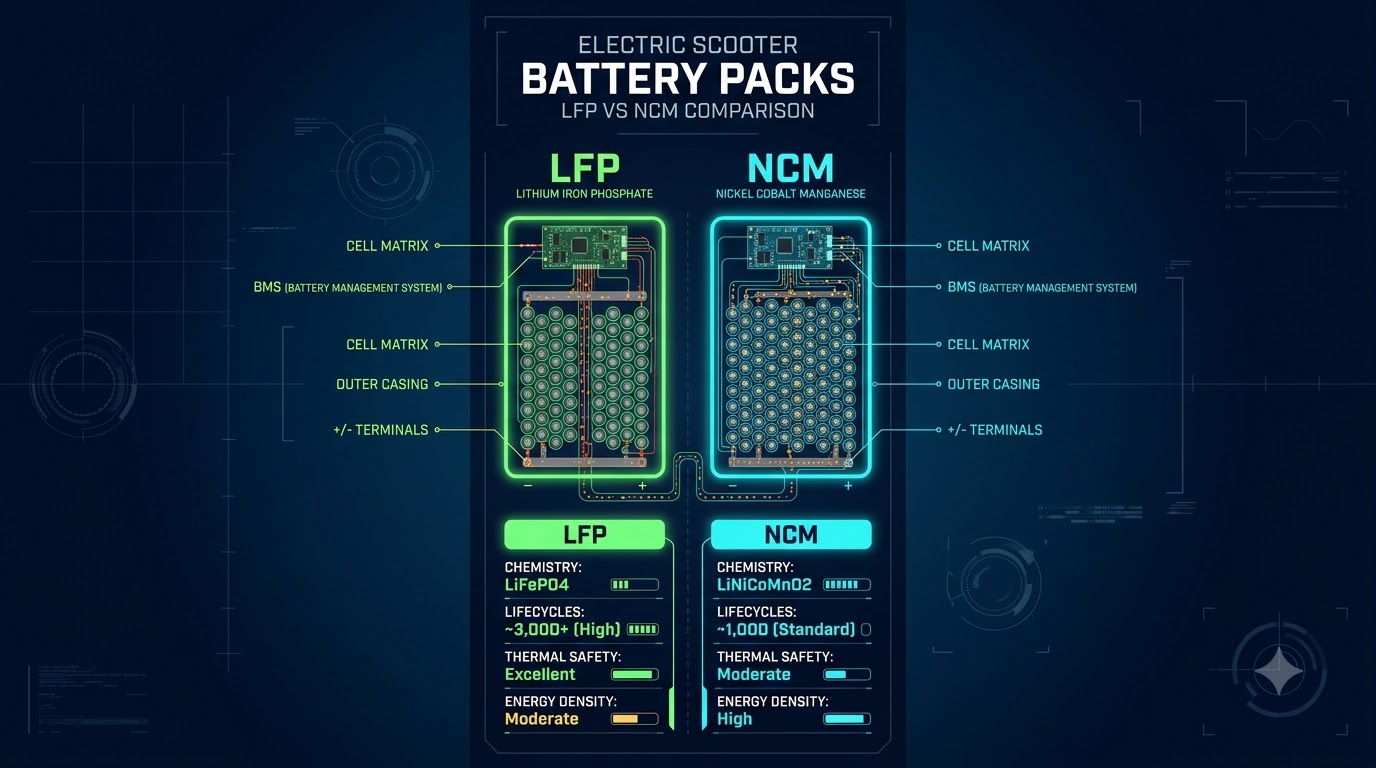 ELECTRIC SCOOTER
BATTERY PACKS
LFP VS NCM COMPARISON
LFP
LITHIUM IRON PHOSPHATE
NCM
NICKEL COBALT MANGANESE
CELL MATRIX
BMS (BATTERY MANAGEMENT SYSTEM)
CELL MATRIX
OUTER CASING
+/- TERMINALS
CELL MATRIX
BMS (BATTERY MANAGEMENT SYSTEM)
CELL MATRIX
OUTER CASING
+/- TERMINALS
− +
− +
LFP
CHEMISTRY:
LiFePO4
LIFECYCLES:
~3,000+ (High)
THERMAL SAFETY:
Excellent
ENERGY DENSITY:
Moderate
NCM
CHEMISTRY:
LiNiCoMnO2
LIFECYCLES:
~1,000 (Standard)
THERMAL SAFETY:
Moderate
ENERGY DENSITY:
High